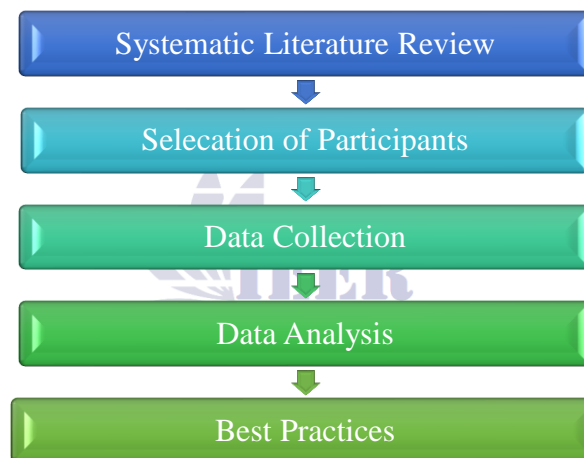 Systematic Literature Review
Selecation of Participants
Data Collection
Data Analysis
Best Practices